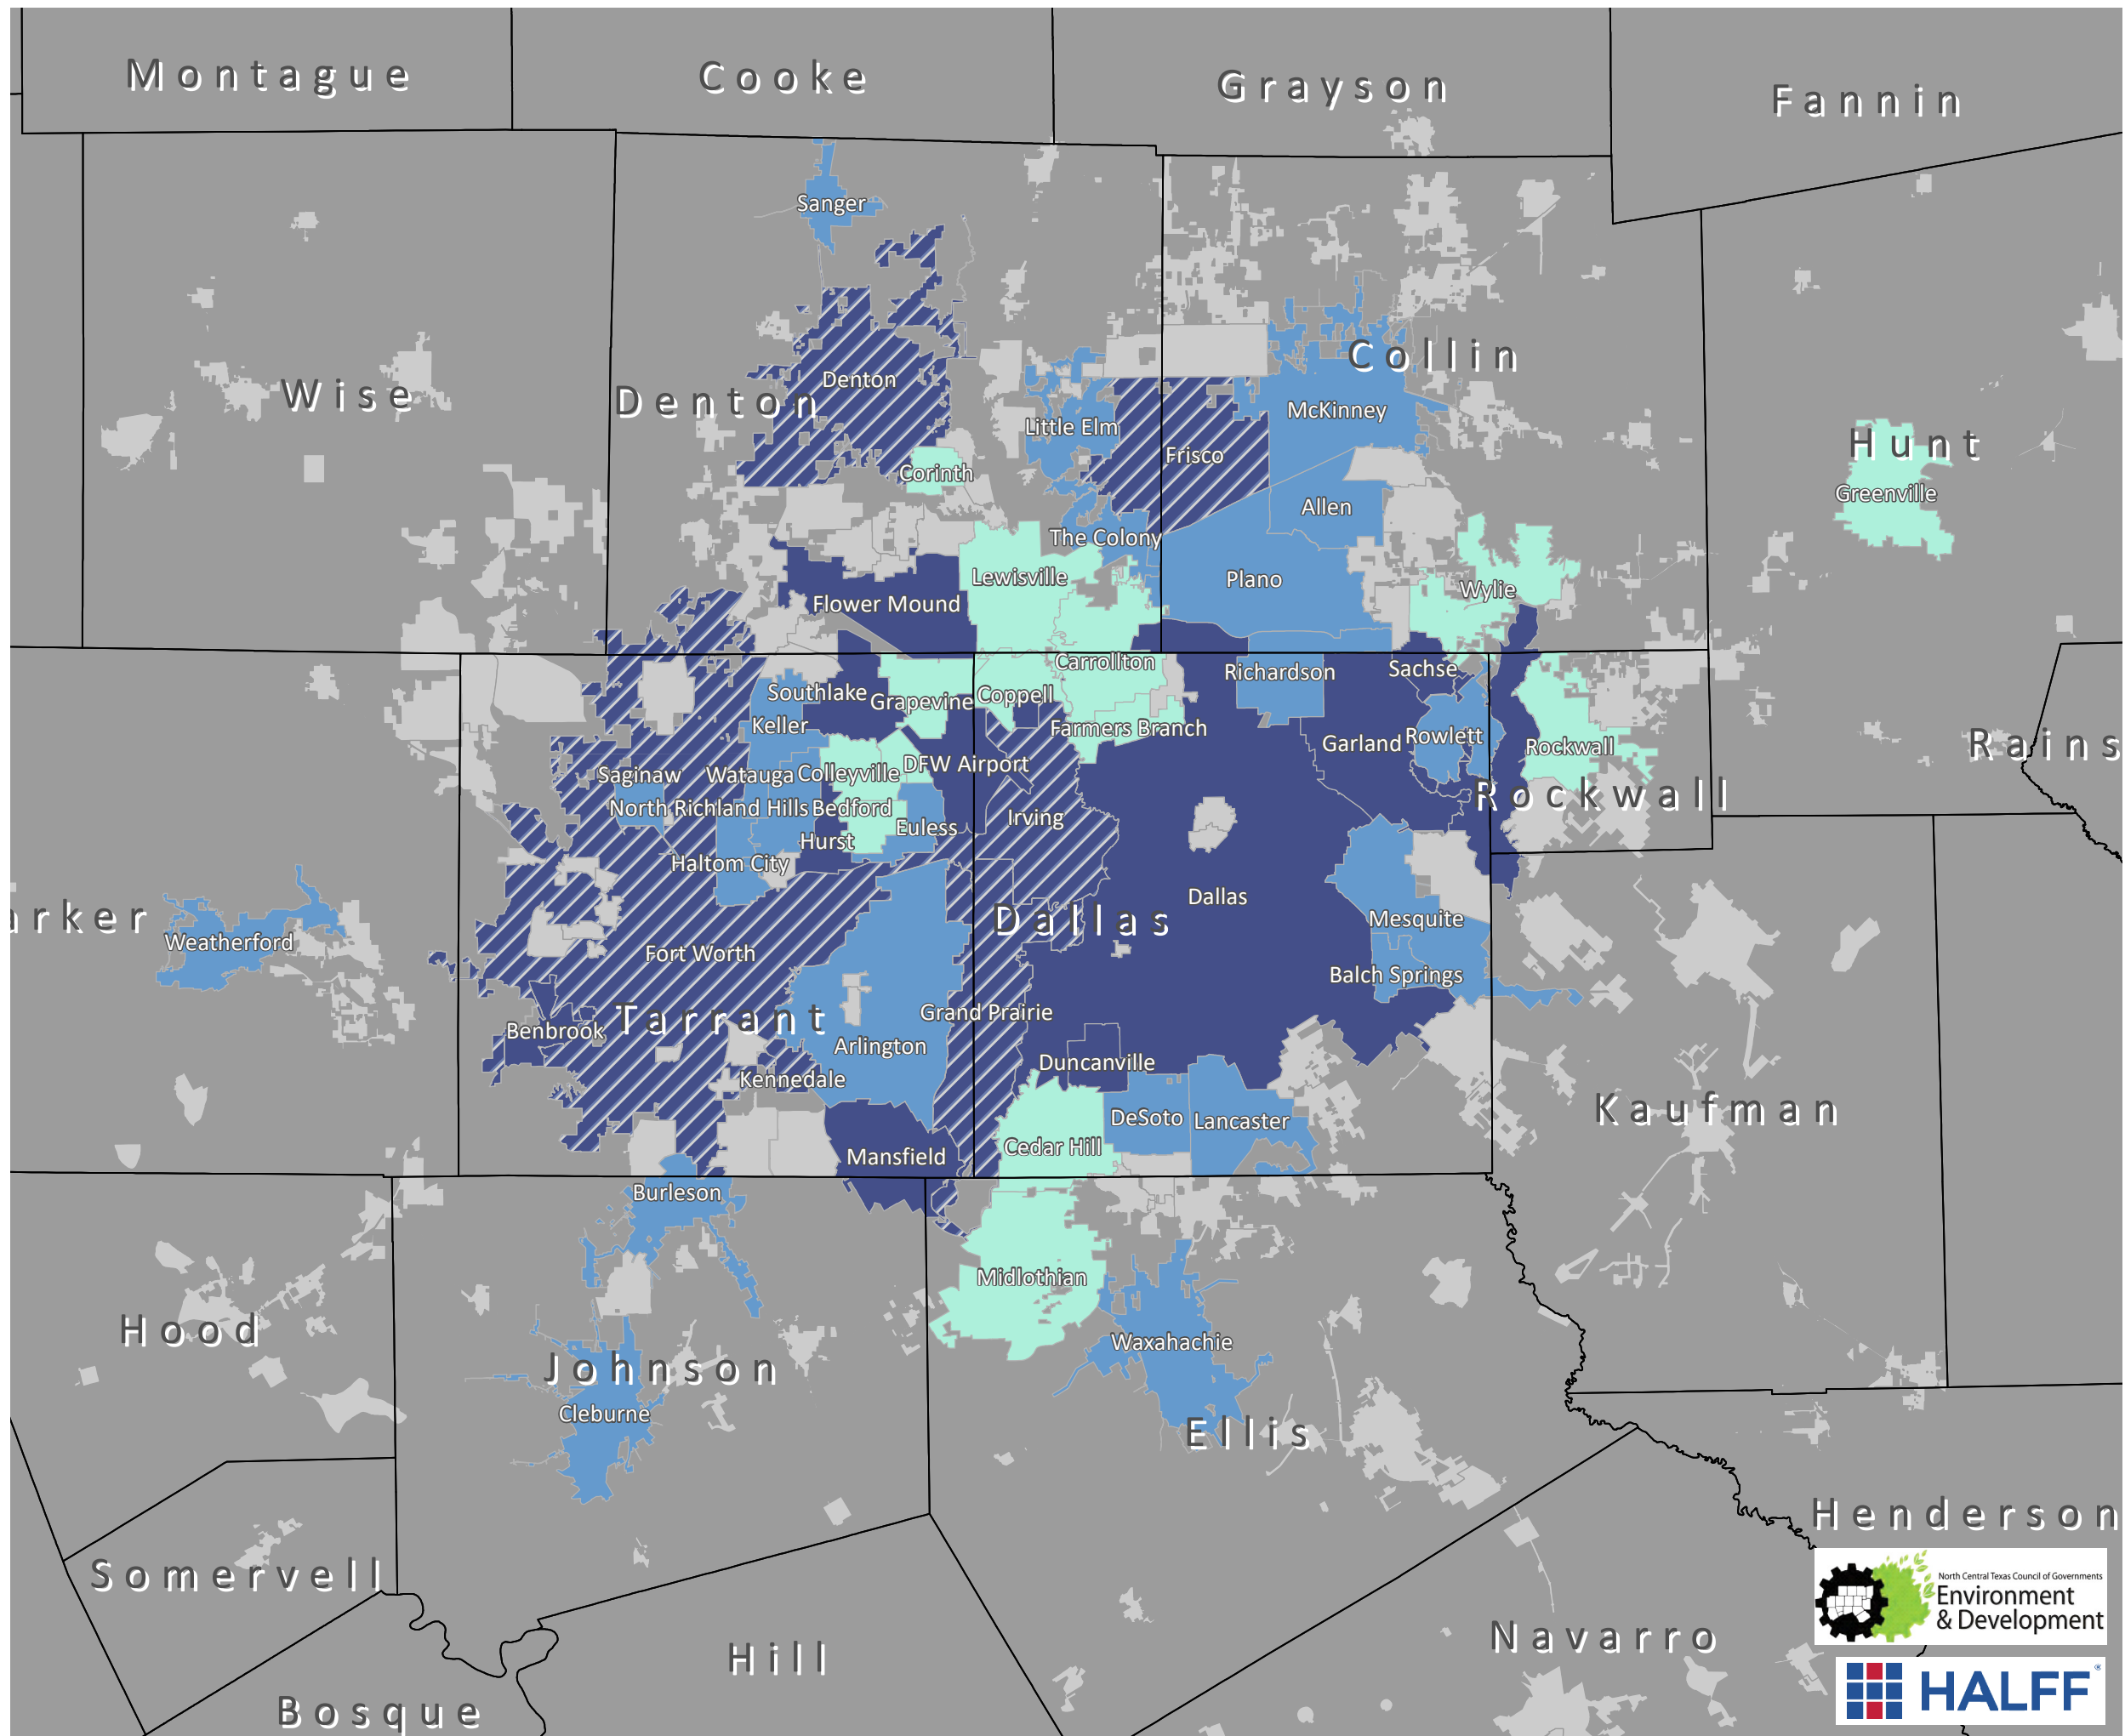 Montague
Cooke
Grayson
Fannin
Sanger
Collin
Wise
Denton
Denton
McKinney
Little Elm
Frisco
Hunt
Corinth
Greenville
Allen
The Colony
Lewisville
Plano
Wylie
Flower Mound
Carrollton
Richardson
Sachse
Southlake
Grapevine
Coppell
Keller
Farmers Branch
Garland
Rowlett
Rockwall
Rains
DFW Airport
Saginaw
Watauga
Colleyville
Rockwall
North Richland Hills
Bedford
Irving
Euless
Hurst
Haltom City
Dallas
arker
Weatherford
Dallas
Mesquite
Fort Worth
Balch Springs
Grand Prairie
Tarrant
Benbrook
Arlington
Duncanville
Kennedale
Kaufman
DeSoto
Lancaster
Cedar Hill
Mansfield
Burleson
Midlothian
Hood
Waxahachie
Johnson
Cleburne
Ellis
Henderson
Somervell
North Central Texas Council of Governments
Environment
& Development
Navarro
Hill
HALFF®
Bosque